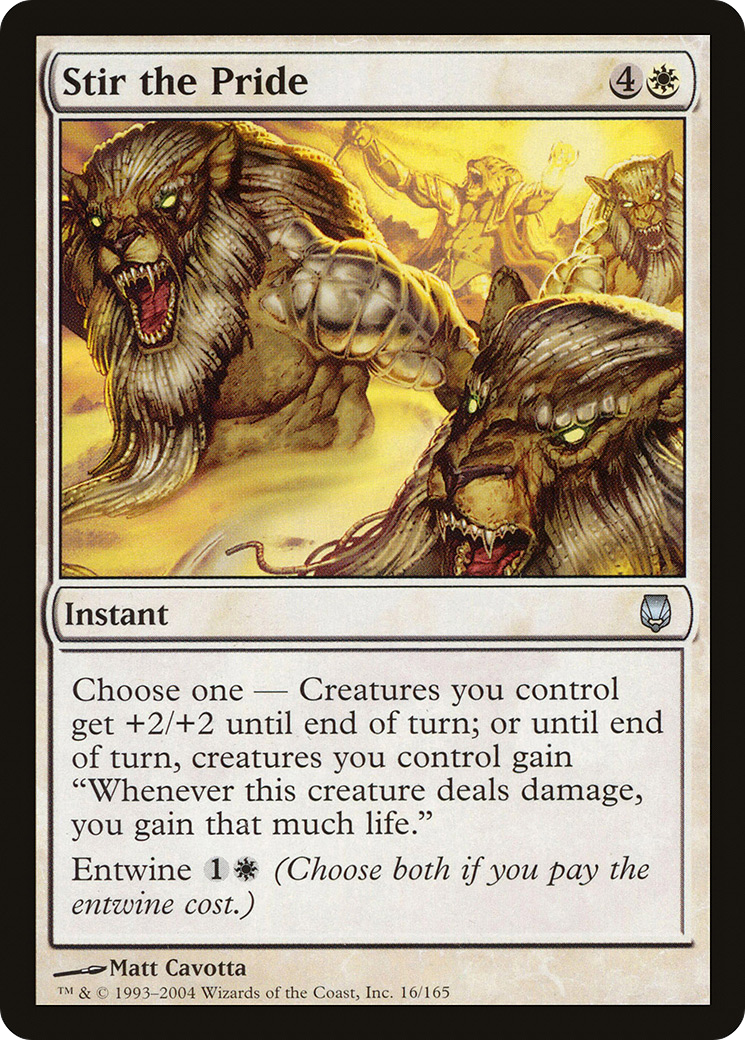 Stir the Pride 4
Instant
Choose one — Creatures you control
get +2/+2 until end of turn; or until end
of turn, creatures you control gain
“Whenever this creature deals damage,
you gain that much life.”
Entwine 1 (Choose both if you pay the
entwine cost.)
Matt Cavotta
™ & © 1993–2004 Wizards of the Coast, Inc. 16/165